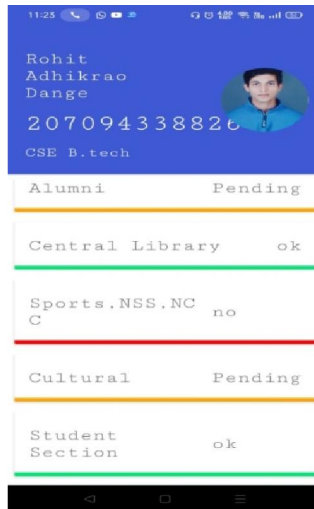 11:25
Rohit
Adhikrao
Dange
207094338826
CSE B.tech
Alumni Pending
Central Library ok
Sports.NSS.NC
C no
Cultural Pending
Student
Section ok